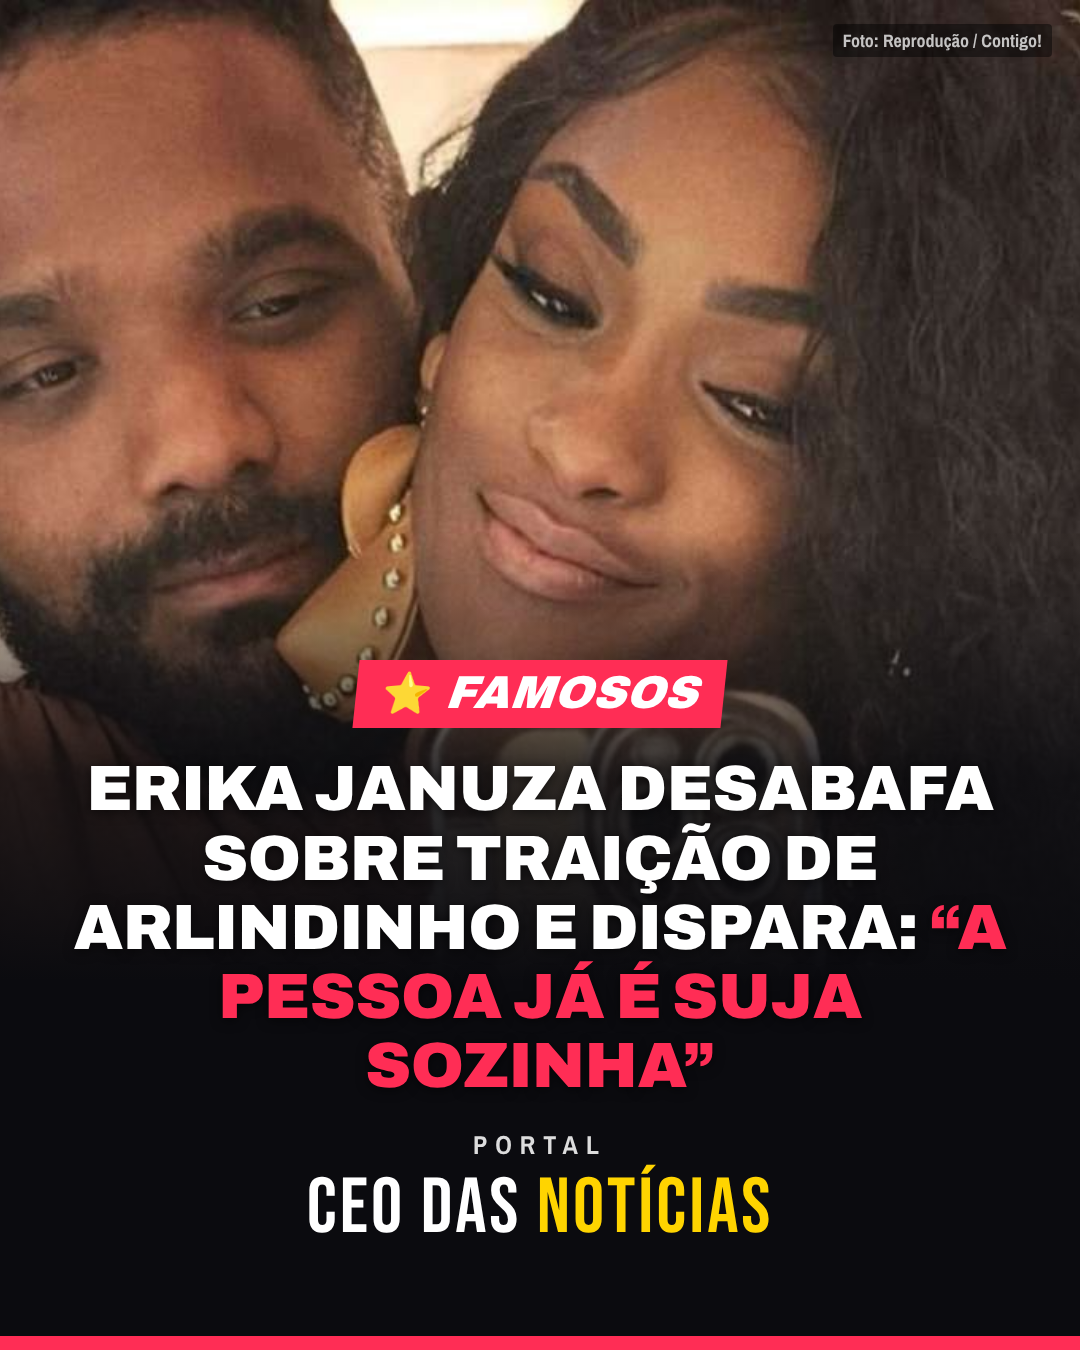 Foto: Reprodução / Contigo!
⭐ FAMOSOS
ERIKA JANUZA DESABAFA
SOBRE TRAIÇÃO DE
ARLINDINHO E DISPARA: “A
PESSOA JÁ É SUJA
SOZINHA”
PORTAL
CEO DAS NOTÍCIAS